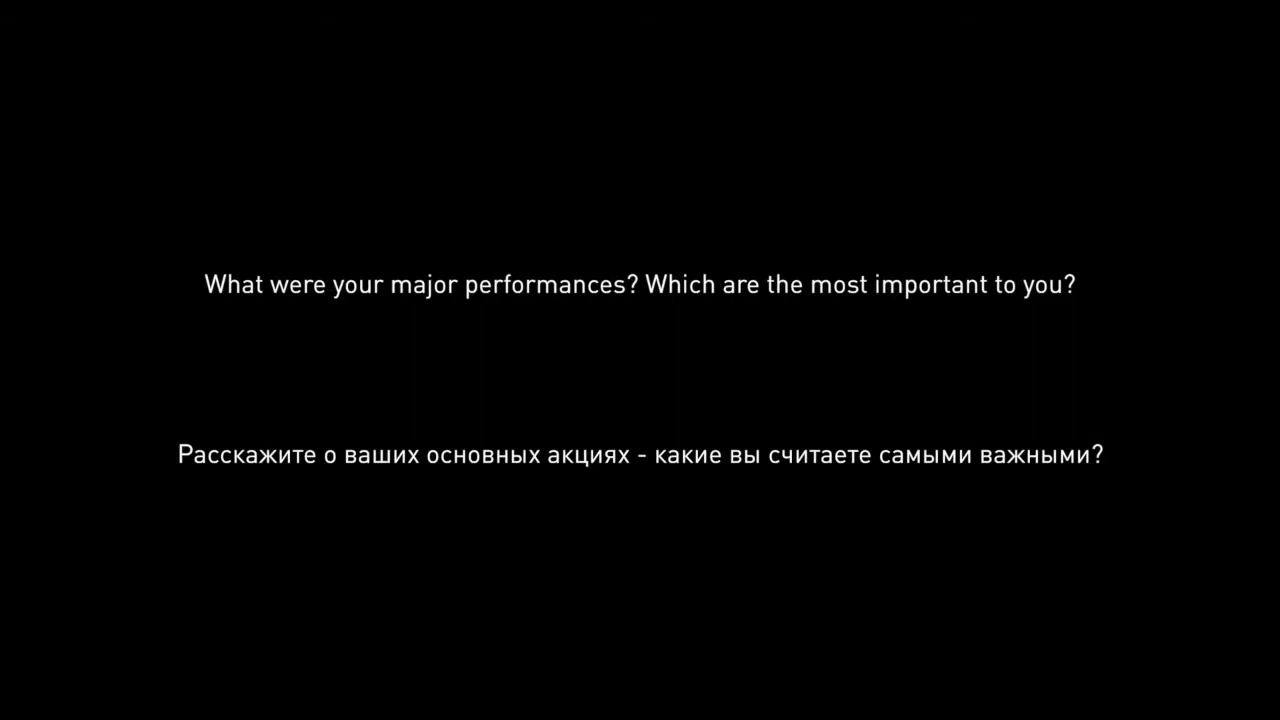 What were your major performances? Which are the most important to you?
Расскажите о ваших основных акциях - какие вы считаете самыми важными?